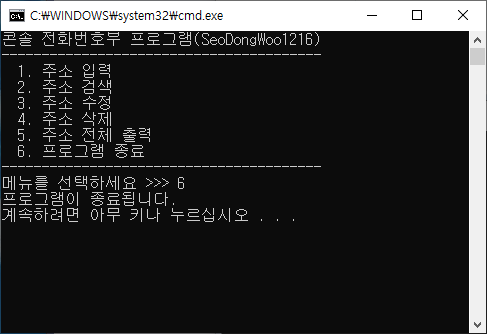 C:\WINDOWS\system32\cmd.exe
콘솔 전화번호부 프로그램(SeoDongWoo1216)
----------------------------------------
1. 주소 입력
2. 주소 검색
3. 주소 수정
4. 주소 삭제
5. 주소 전체 출력
6. 프로그램 종료
----------------------------------------
메뉴를 선택하세요 >>> 6
프로그램이 종료됩니다.
계속하려면 아무 키나 누르십시오 . . .